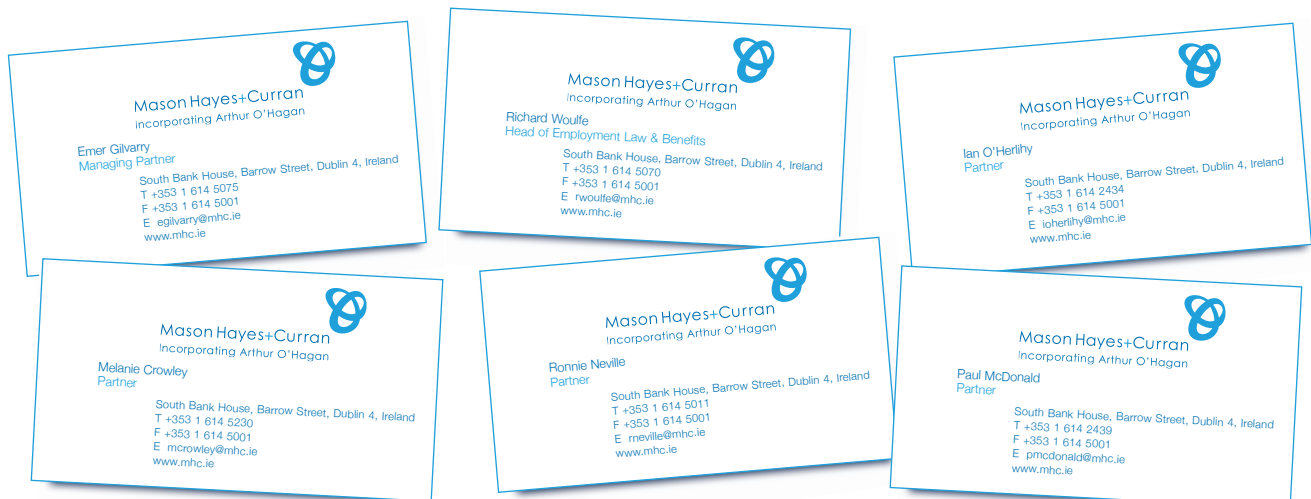 Mason Hayes+Curran
Incorporating Arthur O'Hagan
Emer Gilvarry
Managing Partner
South Bank House, Barrow Street, Dublin 4, Ireland
T +353 1 614 5075
F +353 1 614 5001
E egilvarry@mhc.ie
www.mhc.ie
Mason Hayes+Curran
Incorporating Arthur O'Hagan
Richard Woulfe
Head of Employment Law & Benefits
South Bank House, Barrow Street, Dublin 4, Ireland
T +353 1 614 5070
F +353 1 614 5001
E rwoulfe@mhc.ie
www.mhc.ie
Mason Hayes+Curran
Incorporating Arthur O'Hagan
Ian O'Herlihy
Partner
South Bank House, Barrow Street, Dublin 4, Ireland
T +353 1 614 2434
F +353 1 614 5001
E ioherlihy@mhc.ie
www.mhc.ie
Mason Hayes+Curran
Incorporating Arthur O'Hagan
Melanie Crowley
Partner
South Bank House, Barrow Street, Dublin 4, Ireland
T +353 1 614 5230
F +353 1 614 5001
E mcrowley@mhc.ie
www.mhc.ie
Mason Hayes+Curran
Incorporating Arthur O'Hagan
Ronnie Neville
Partner
South Bank House, Barrow Street, Dublin 4, Ireland
T +353 1 614 5011
F +353 1 614 5001
E rneville@mhc.ie
www.mhc.ie
Mason Hayes+Curran
Incorporating Arthur O'Hagan
Paul McDonald
Partner
South Bank House, Barrow Street, Dublin 4, Ireland
T +353 1 614 2439
F +353 1 614 5001
E pmcdonald@mhc.ie
www.mhc.ie